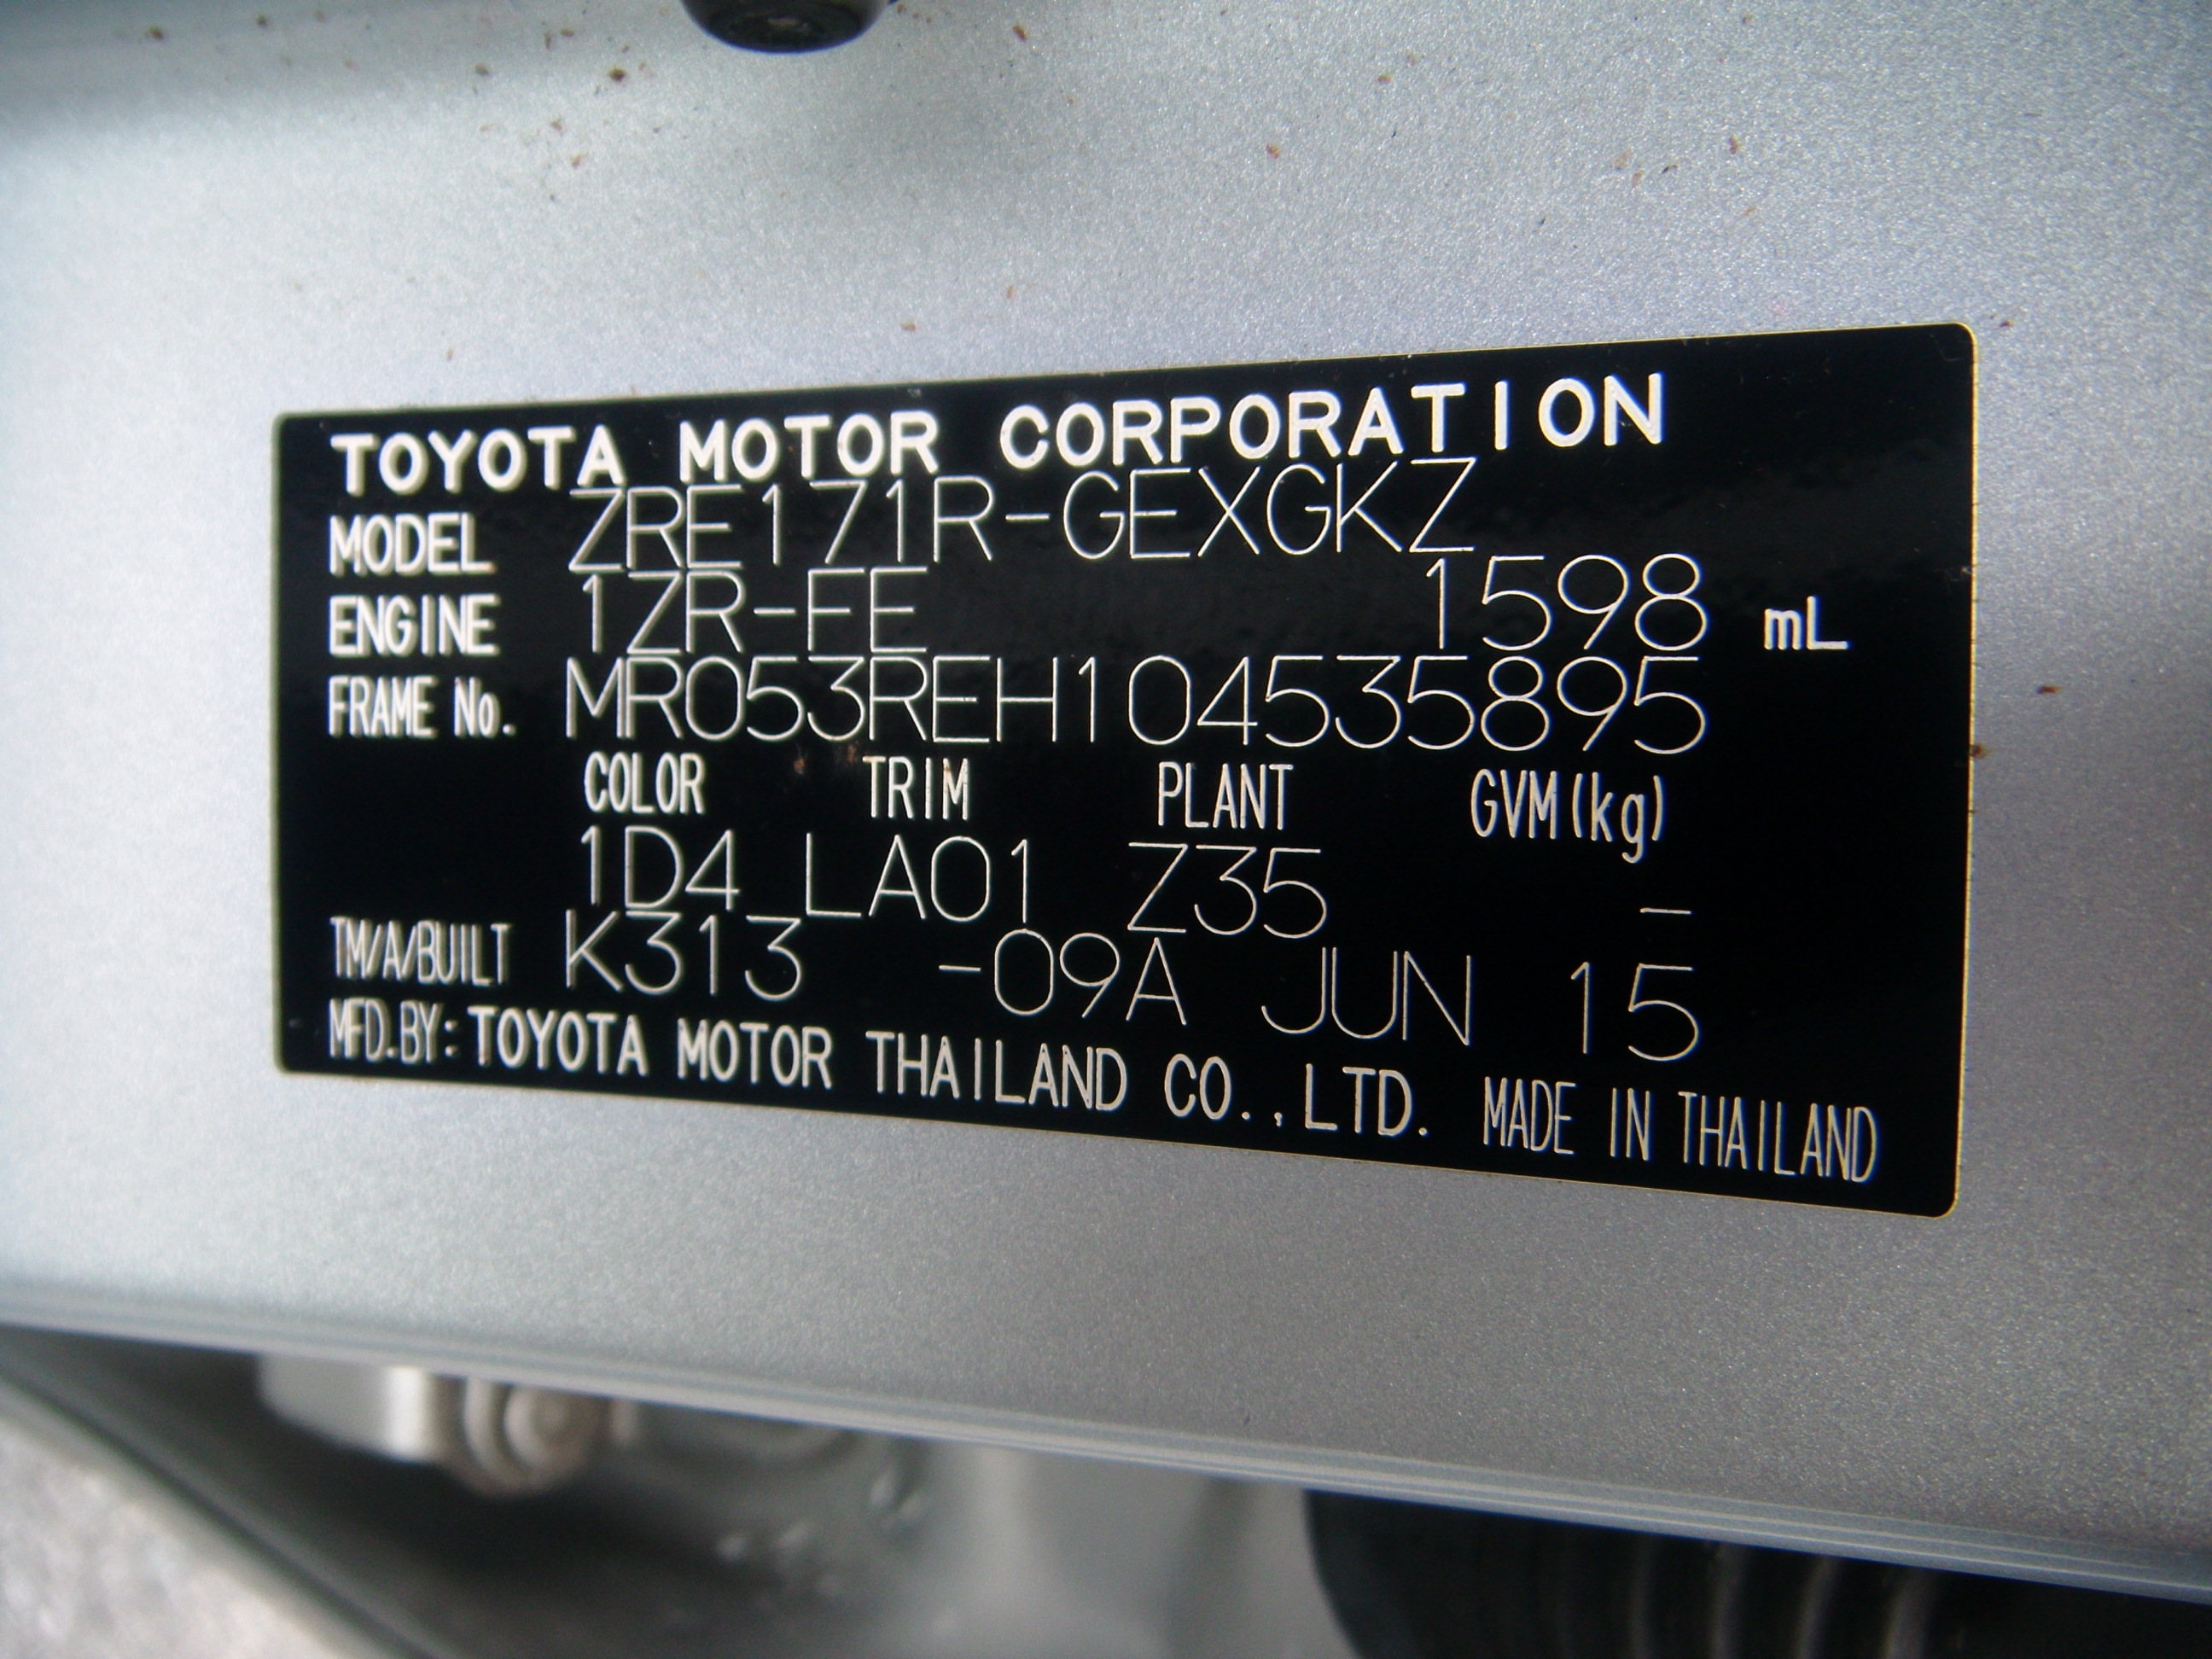 TOYOTA MOTOR CORPORATION
MODEL ZRE171R-GEXGKZ
ENGINE 1ZR-FE 1598 mL
FRAME No. MR053REH104535895
COLOR TRIM PLANT GVM(kg)
1D4 LA01 Z35 -
TM/A/BUILT K313 -09A JUN 15
MFD.BY: TOYOTA MOTOR THAILAND CO.,LTD. MADE IN THAILAND